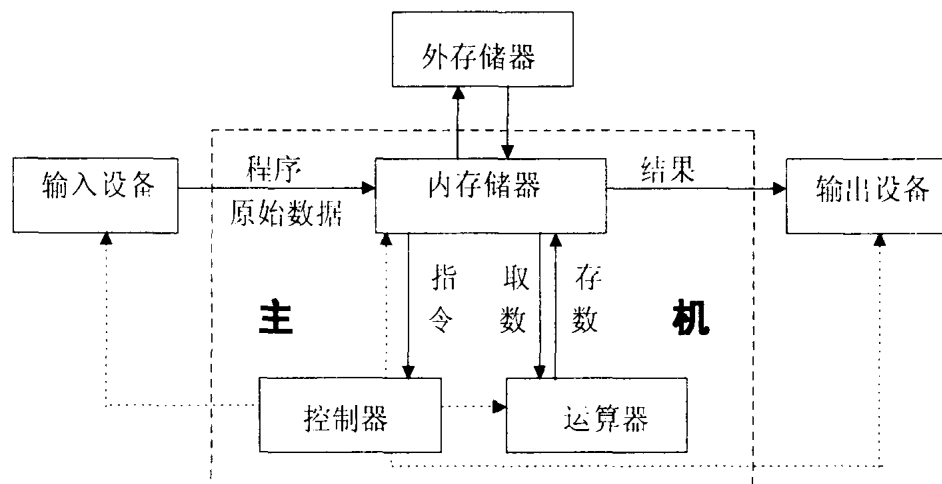 外存储器
输入设备
程序
原始数据
内存储器
结果
输出设备
指令
取数
存数
主机
控制器
运算器